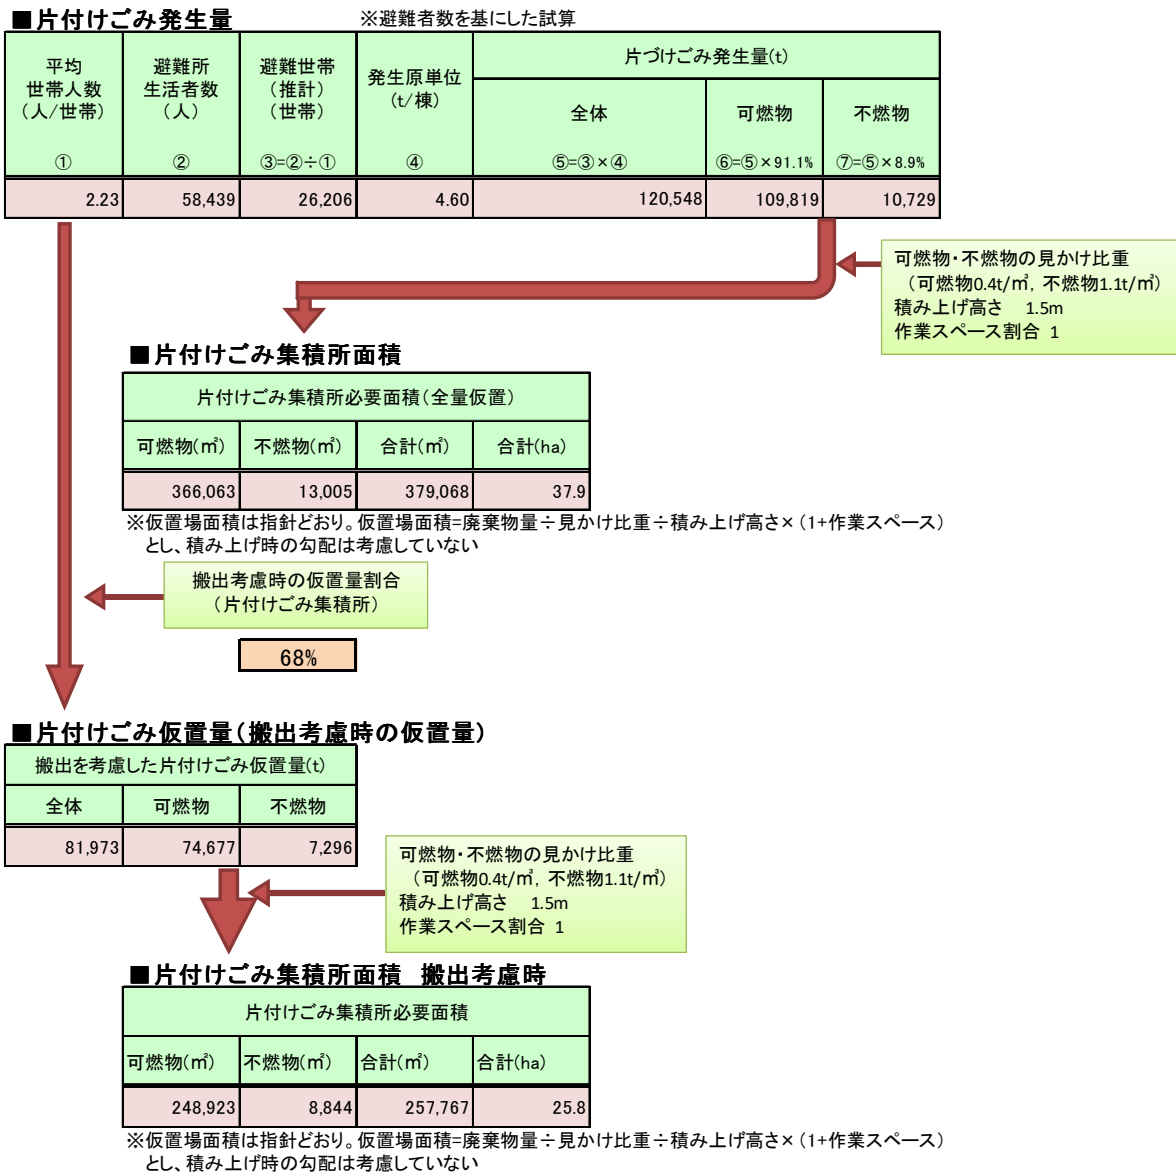 ■片付けごみ発生量 ※避難者数を基にした試算
平均
世帯人数
(人/世帯)
①
避難所
生活者数
(人)
②
避難世帯
(推計)
(世帯)
③=②÷①
発生原単位
(t/棟)
④
片づけごみ発生量(t)
全体
⑤=③×④
可燃物
⑥=⑤×91.1%
不燃物
⑦=⑤×8.9%
2.23 58,439 26,206 4.60 120,548 109,819 10,729
可燃物・不燃物の見かけ比重
(可燃物0.4t/㎥, 不燃物1.1t/㎥)
積み上げ高さ 1.5m
作業スペース割合 1
■片付けごみ集積所面積
片付けごみ集積所必要面積(全量仮置)
可燃物(㎡) 不燃物(㎡) 合計(㎡) 合計(ha)
366,063 13,005 379,068 37.9
※仮置場面積は指針どおり。仮置場面積=廃棄物量÷見かけ比重÷積み上げ高さ×(1+作業スペース)
とし、積み上げ時の勾配は考慮していない
搬出考慮時の仮置量割合
(片付けごみ集積所)
68%
■片付けごみ仮置量(搬出考慮時の仮置量)
搬出を考慮した片付けごみ仮置量(t)
全体 可燃物 不燃物
81,973 74,677 7,296
可燃物・不燃物の見かけ比重
(可燃物0.4t/㎥, 不燃物1.1t/㎥)
積み上げ高さ 1.5m
作業スペース割合 1
■片付けごみ集積所面積 搬出考慮時
片付けごみ集積所必要面積
可燃物(㎡) 不燃物(㎡) 合計(㎡) 合計(ha)
248,923 8,844 257,767 25.8
※仮置場面積は指針どおり。仮置場面積=廃棄物量÷見かけ比重÷積み上げ高さ×(1+作業スペース)
とし、積み上げ時の勾配は考慮していない